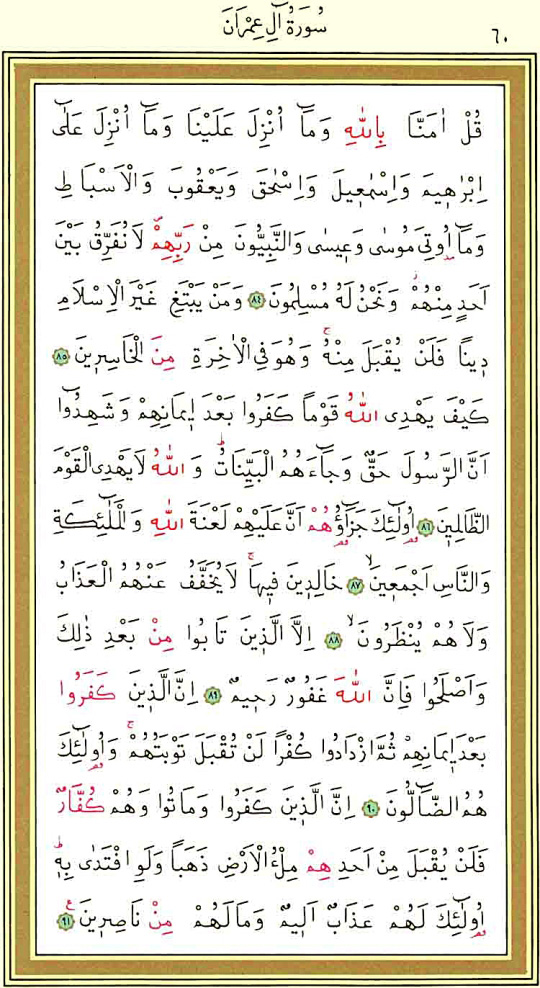 سُورَةُ اٰلِ عِمْرَانَ
٦٠
قُلْ اٰمَنَّا بِاللّٰهِ وَمَٓا اُنْزِلَ عَلَيْنَا وَمَٓا اُنْزِلَ عَلٰٓى
اِبْرٰهِيمَ وَاِسْمٰعِيلَ وَاِسْحٰقَ وَيَعْقُوبَ وَالْاَسْبَاطِ
وَمَٓا اُو۫تِيَ مُوسٰى وَعِيسٰى وَالنَّبِيُّونَ مِنْ رَبِّهِمْۖ لَا نُفَرِّقُ بَيْنَ
اَحَدٍ مِنْهُمْۘ وَنَحْنُ لَهُ مُسْلِمُونَ ﴿٨٤﴾ وَمَنْ يَبْتَغِ غَيْرَ الْاِسْلَامِ
دِيناً فَلَنْ يُقْبَلَ مِنْهُۚ وَهُوَ فِي الْاٰخِرَةِ مِنَ الْخَاسِرِينَ ﴿٨٥﴾
كَيْفَ يَهْدِى اللّٰهُ قَوْماً كَفَرُوا بَعْدَ اِيمَانِهِمْ وَشَهِدُٓوا
اَنَّ الرَّسُولَ حَقٌّ وَجَٓاءَهُمُ الْبَيِّنَاتُۜ وَاللّٰهُ لَا يَهْدِى الْقَوْمَ
الظَّالِمِينَ ﴿٨٦﴾ اُو۬لٰٓئِكَ جَزَٓاؤُ۬هُمْ اَنَّ عَلَيْهِمْ لَعْنَةَ اللّٰهِ وَالْمَلٰٓئِكَةِ
وَالنَّاسِ اَجْمَعِينَۙ ﴿٨٧﴾ خَالِدِينَ فِيهَاۚ لَا يُخَفَّفُ عَنْهُمُ الْعَذَابُ
وَلَا هُمْ يُنْظَرُونَۙ ﴿٨٨﴾ اِلَّا الَّذِينَ تَابُوا مِنْ بَعْدِ ذٰلِكَ
وَاَصْلَحُوا فَاِنَّ اللّٰهَ غَفُورٌ رَحِيمٌ ﴿٨٩﴾ اِنَّ الَّذِينَ كَفَرُوا
بَعْدَ اِيمَانِهِمْ ثُمَّ ازْدَادُوا كُفْراً لَنْ تُقْبَلَ تَوْبَتُهُمْۚ وَاُو۬لٰٓئِكَ
هُمُ الضَّٓالُّونَ ﴿٩٠﴾ اِنَّ الَّذِينَ كَفَرُوا وَمَاتُوا وَهُمْ كُفَّارٌ
فَلَنْ يُقْبَلَ مِنْ اَحَدِهِمْ مِلْءُ الْاَرْضِ ذَهَباً وَلَوِ افْتَدٰى بِهِۜ
اُو۬لٰٓئِكَ لَهُمْ عَذَابٌ اَلِيمٌ وَمَا لَهُمْ مِنْ نَاصِرِينَ ﴿٩١﴾